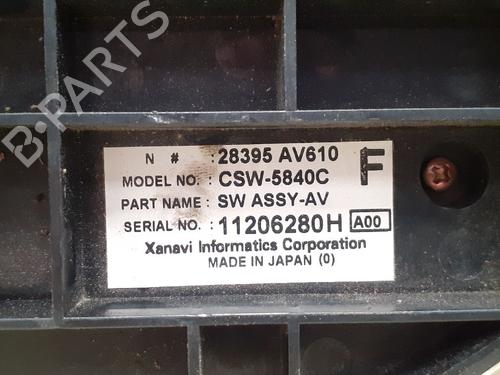 B-PARTS
N # : 28395 AV610 F
MODEL NO. : CSW-5840C
PART NAME : SW ASSY-AV
SERIAL NO. : 11206280H A00
Xanavi Informatics Corporation
MADE IN JAPAN (0)